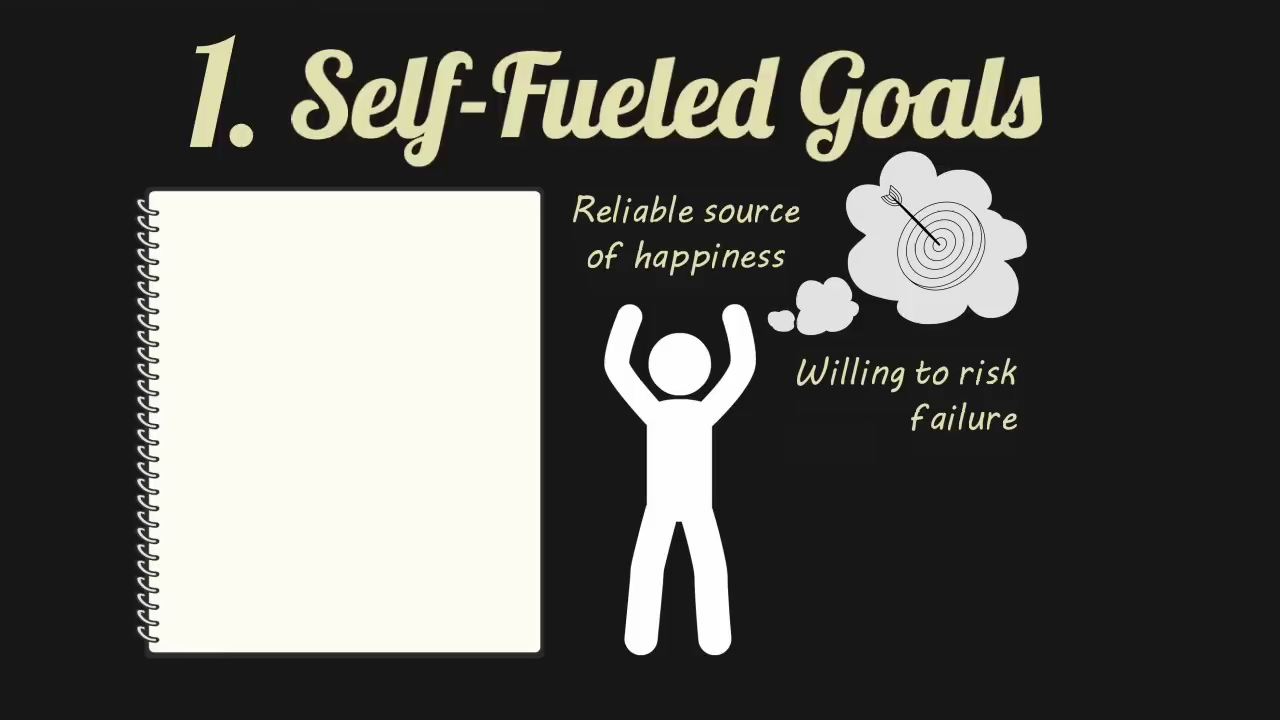 1. Self-Fueled Goals
Reliable source
of happiness
Willing to risk
failure